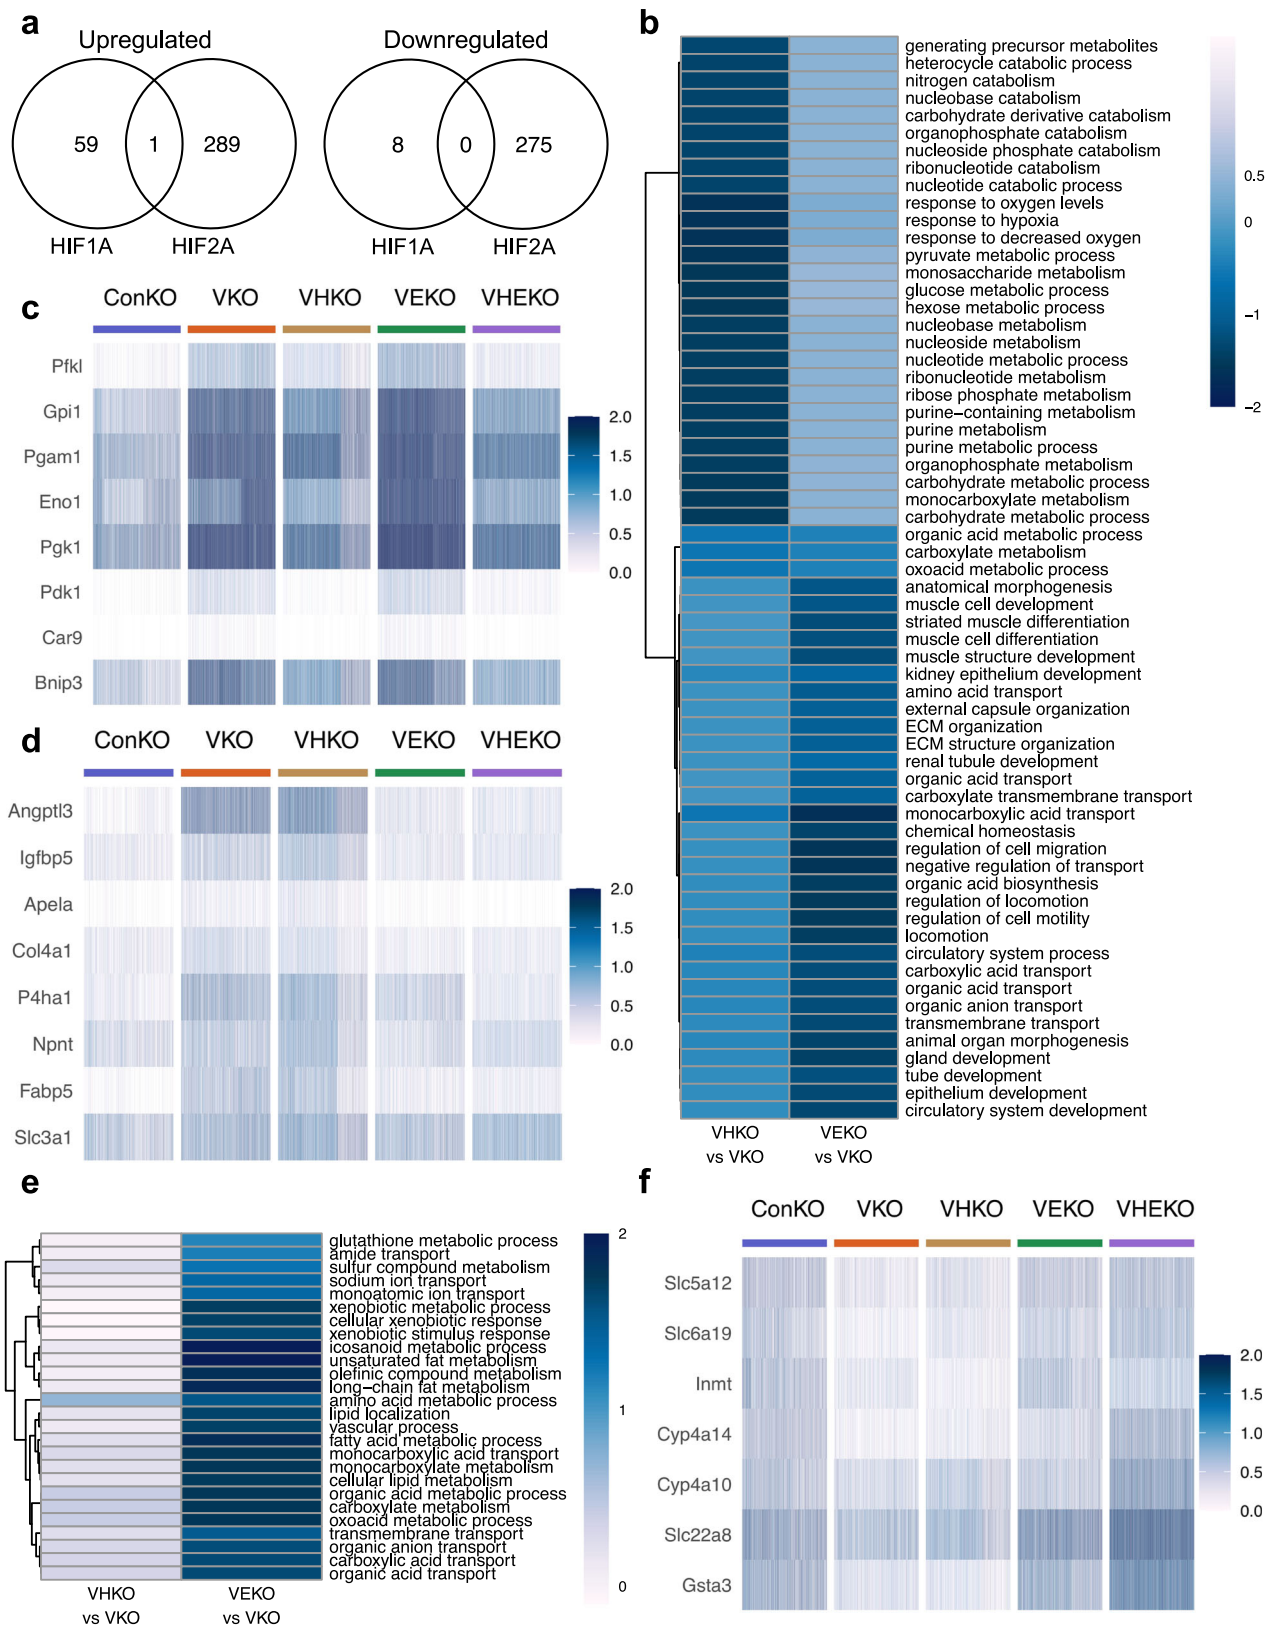 a
Upregulated
Downregulated
59
1
289
8
0
275
HIF1A
HIF2A
HIF1A
HIF2A
b
generating precursor metabolites
heterocycle catabolic process
nitrogen catabolism
nucleobase catabolism
carbohydrate derivative catabolism
organophosphate catabolism
nucleoside phosphate catabolism
ribonucleotide catabolism
nucleotide catabolic process
response to oxygen levels
response to hypoxia
response to decreased oxygen
pyruvate metabolic process
monosaccharide metabolism
glucose metabolic process
hexose metabolic process
nucleobase metabolism
nucleoside metabolism
nucleotide metabolic process
ribonucleotide metabolism
ribose phosphate metabolism
purine−containing metabolism
purine metabolism
purine metabolic process
organophosphate metabolism
carbohydrate metabolic process
monocarboxylate metabolism
carbohydrate metabolic process
organic acid metabolic process
carboxylate metabolism
oxoacid metabolic process
anatomical morphogenesis
muscle cell development
striated muscle differentiation
muscle cell differentiation
muscle structure development
kidney epithelium development
amino acid transport
external capsule organization
ECM organization
ECM structure organization
renal tubule development
organic acid transport
carboxylate transmembrane transport
monocarboxylic acid transport
chemical homeostasis
regulation of cell migration
negative regulation of transport
organic acid biosynthesis
regulation of locomotion
regulation of cell motility
locomotion
circulatory system process
carboxylic acid transport
organic acid transport
organic anion transport
transmembrane transport
animal organ morphogenesis
gland development
tube development
epithelium development
circulatory system development
VHKO
vs VKO
VEKO
vs VKO
0.5
0
−1
−2
c
ConKO VKO VHKO VEKO VHEKO
Pfkl
Gpi1
Pgam1
Eno1
Pgk1
Pdk1
Car9
Bnip3
2.0
1.5
1.0
0.5
0.0
d
ConKO VKO VHKO VEKO VHEKO
Angptl3
Igfbp5
Apela
Col4a1
P4ha1
Npnt
Fabp5
Slc3a1
2.0
1.5
1.0
0.5
0.0
e
glutathione metabolic process
amide transport
sulfur compound metabolism
sodium ion transport
monoatomic ion transport
xenobiotic metabolic process
cellular xenobiotic response
xenobiotic stimulus response
icosanoid metabolic process
unsaturated fat metabolism
olefinic compound metabolism
long−chain fat metabolism
amino acid metabolic process
lipid localization
vascular process
fatty acid metabolic process
monocarboxylic acid transport
monocarboxylate metabolism
cellular lipid metabolism
organic acid metabolic process
carboxylate metabolism
oxoacid metabolic process
transmembrane transport
organic anion transport
carboxylic acid transport
organic acid transport
VHKO
vs VKO
VEKO
vs VKO
2
1
0
f
ConKO VKO VHKO VEKO VHEKO
Slc5a12
Slc6a19
Inmt
Cyp4a14
Cyp4a10
Slc22a8
Gsta3
2.0
1.5
1.0
0.5
0.0